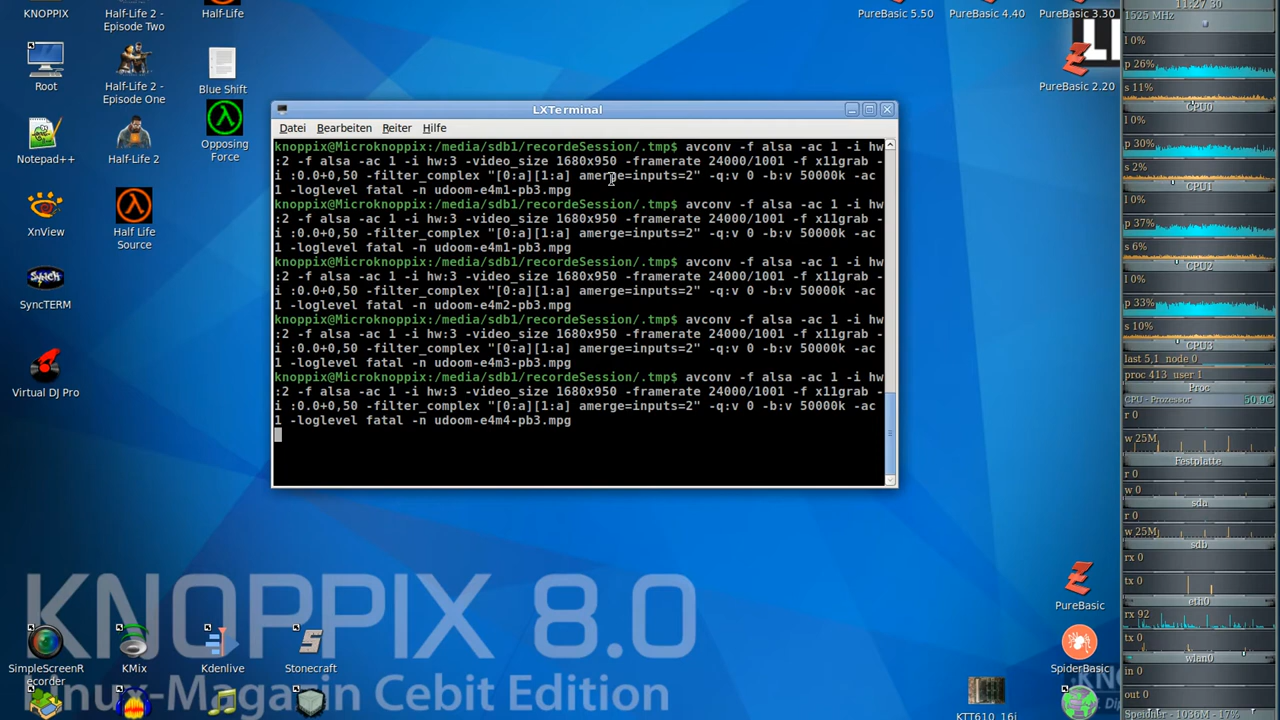 KNOPPIX
Half-Life 2 -
Episode Two
Half-Life
Root
Half-Life 2 -
Episode One
Blue Shift
Notepad++
Half-Life 2
Opposing
Force
XnView
Half Life
Source
SyncTERM
Virtual DJ Pro
LXTerminal
Datei Bearbeiten Reiter Hilfe
knoppix@Microknoppix:/media/sdb1/recordeSession/.tmp$ avconv -f alsa -ac 1 -i hw
:2 -f alsa -ac 1 -i hw:3 -video_size 1680x950 -framerate 24000/1001 -f x11grab -
i :0.0+0,50 -filter_complex "[0:a][1:a] amerge=inputs=2" -q:v 0 -b:v 50000k -ac
1 -loglevel fatal -n udoom-e4m1-pb3.mpg
knoppix@Microknoppix:/media/sdb1/recordeSession/.tmp$ avconv -f alsa -ac 1 -i hw
:2 -f alsa -ac 1 -i hw:3 -video_size 1680x950 -framerate 24000/1001 -f x11grab -
i :0.0+0,50 -filter_complex "[0:a][1:a] amerge=inputs=2" -q:v 0 -b:v 50000k -ac
1 -loglevel fatal -n udoom-e4m1-pb3.mpg
knoppix@Microknoppix:/media/sdb1/recordeSession/.tmp$ avconv -f alsa -ac 1 -i hw
:2 -f alsa -ac 1 -i hw:3 -video_size 1680x950 -framerate 24000/1001 -f x11grab -
i :0.0+0,50 -filter_complex "[0:a][1:a] amerge=inputs=2" -q:v 0 -b:v 50000k -ac
1 -loglevel fatal -n udoom-e4m2-pb3.mpg
knoppix@Microknoppix:/media/sdb1/recordeSession/.tmp$ avconv -f alsa -ac 1 -i hw
:2 -f alsa -ac 1 -i hw:3 -video_size 1680x950 -framerate 24000/1001 -f x11grab -
i :0.0+0,50 -filter_complex "[0:a][1:a] amerge=inputs=2" -q:v 0 -b:v 50000k -ac
1 -loglevel fatal -n udoom-e4m3-pb3.mpg
knoppix@Microknoppix:/media/sdb1/recordeSession/.tmp$ avconv -f alsa -ac 1 -i hw
:2 -f alsa -ac 1 -i hw:3 -video_size 1680x950 -framerate 24000/1001 -f x11grab -
i :0.0+0,50 -filter_complex "[0:a][1:a] amerge=inputs=2" -q:v 0 -b:v 50000k -ac
1 -loglevel fatal -n udoom-e4m4-pb3.mpg
PureBasic 5.50
PureBasic 4.40
PureBasic 3.30
PureBasic 2.20
PureBasic
SpiderBasic
KTT610_16i
KNOPPIX 8.0
Linux-Magazin Cebit Edition
SimpleScreenR
ecorder
KMix
Kdenlive
Stonecraft
11:27 30
1525 MHz
l 0%
p 26%
s 11%
CPU0
l 0%
p 30%
s 2%
CPU1
l 0%
p 37%
s 6%
CPU2
l 0%
p 33%
s 10%
CPU3
last 5,1 node 0
proc 413 user 1
Proc
CPU - Prozessor 50,9C
r 0
w 25M
Festplatte
r 0
w 0
sda
r 0
w 25M
sdb
rx 0
tx 0
eth0
rx 92
tx 0
wlan0
in 0
out 0
Speicher - 1036M - 17%